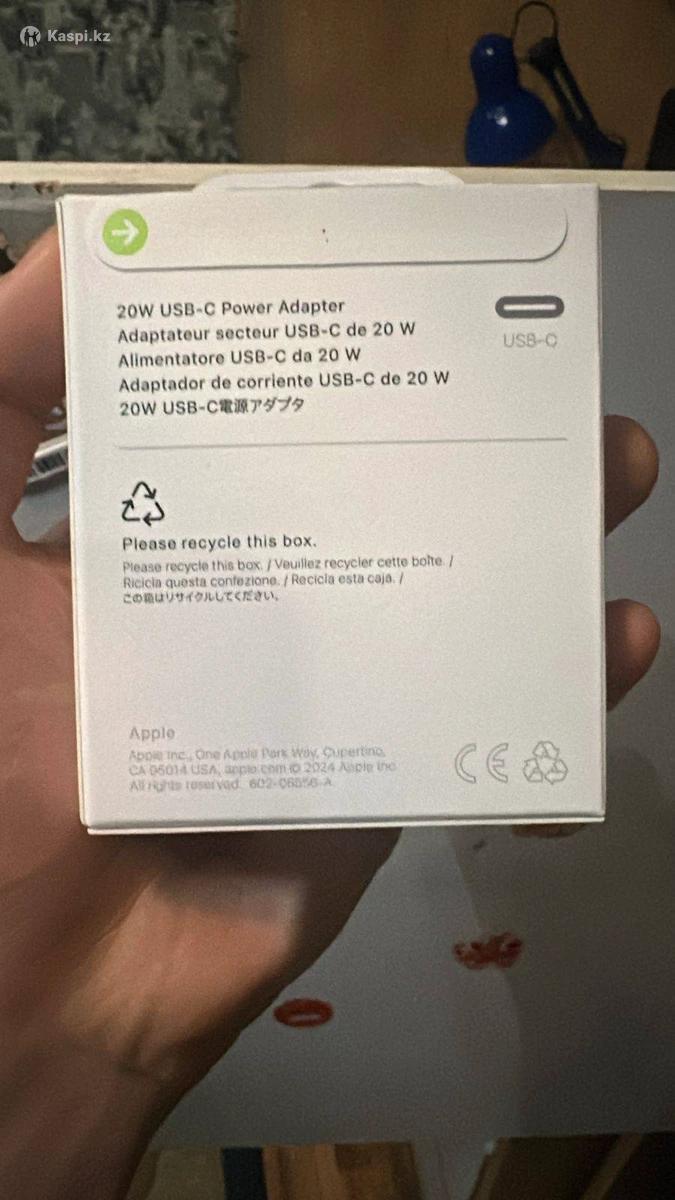 Kaspi.kz
20W USB-C Power Adapter
Adaptateur secteur USB-C de 20 W
Alimentatore USB-C da 20 W
Adaptador de corriente USB-C de 20 W
20W USB-C電源アダプタ
USB-C
Please recycle this box.
Please recycle this box. / Veuillez recycler cette boîte. /
Ricicla questa confezione. / Recicla esta caja. /
この箱はリサイクルしてください。
Apple
Apple Inc., One Apple Park Way, Cupertino,
CA 95014 USA, apple.com © 2024 Apple Inc.
All rights reserved.
CE